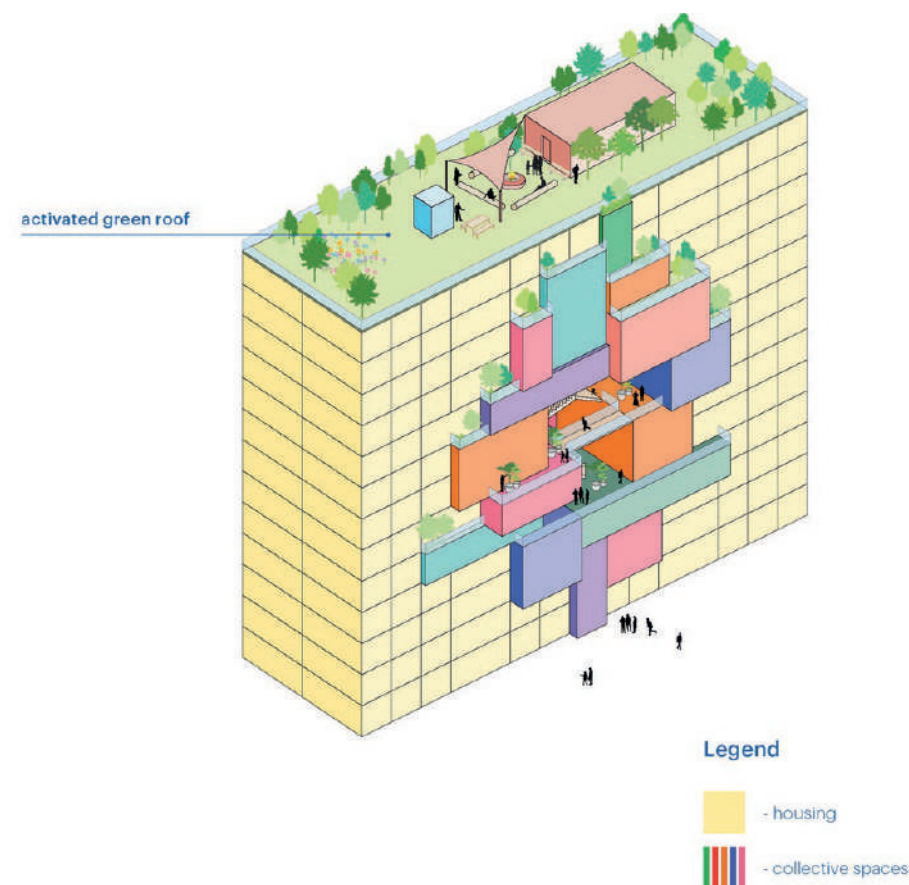 activated green roof
Legend
- housing
- collective spaces